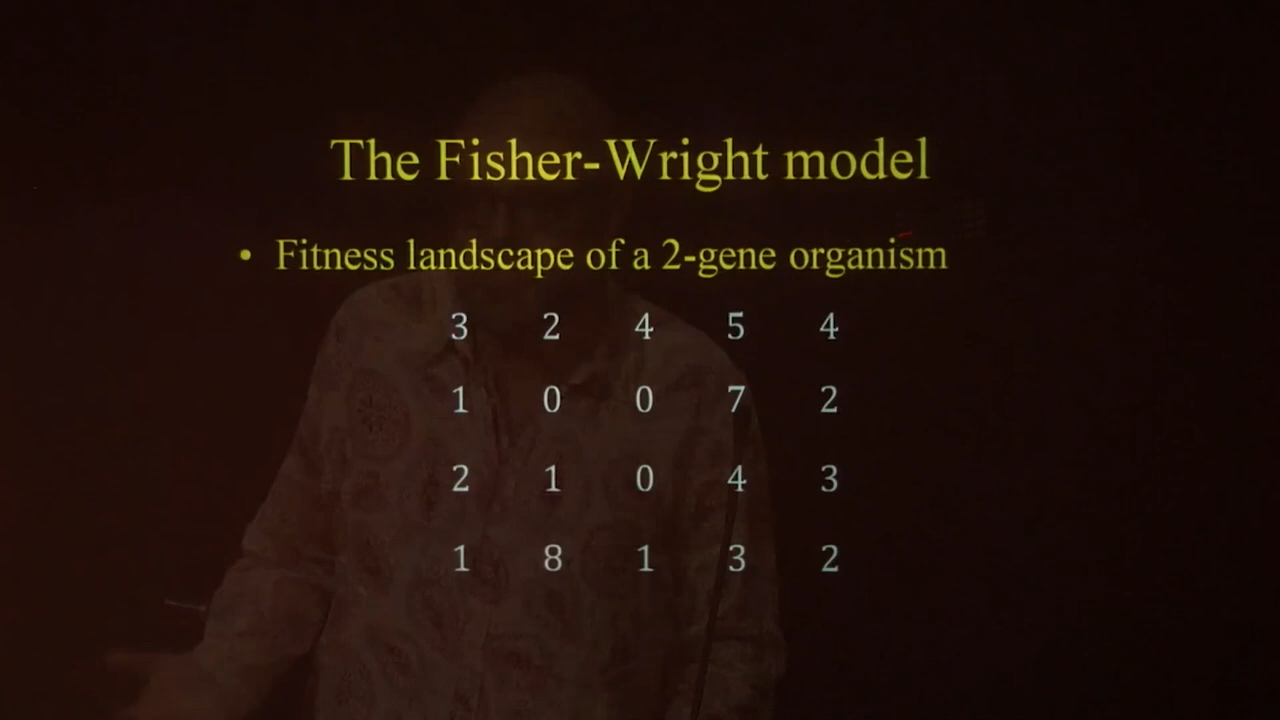 The Fisher-Wright model
• Fitness landscape of a 2-gene organism
3 2 4 5 4
1 0 0 7 2
2 1 0 4 3
1 8 1 3 2